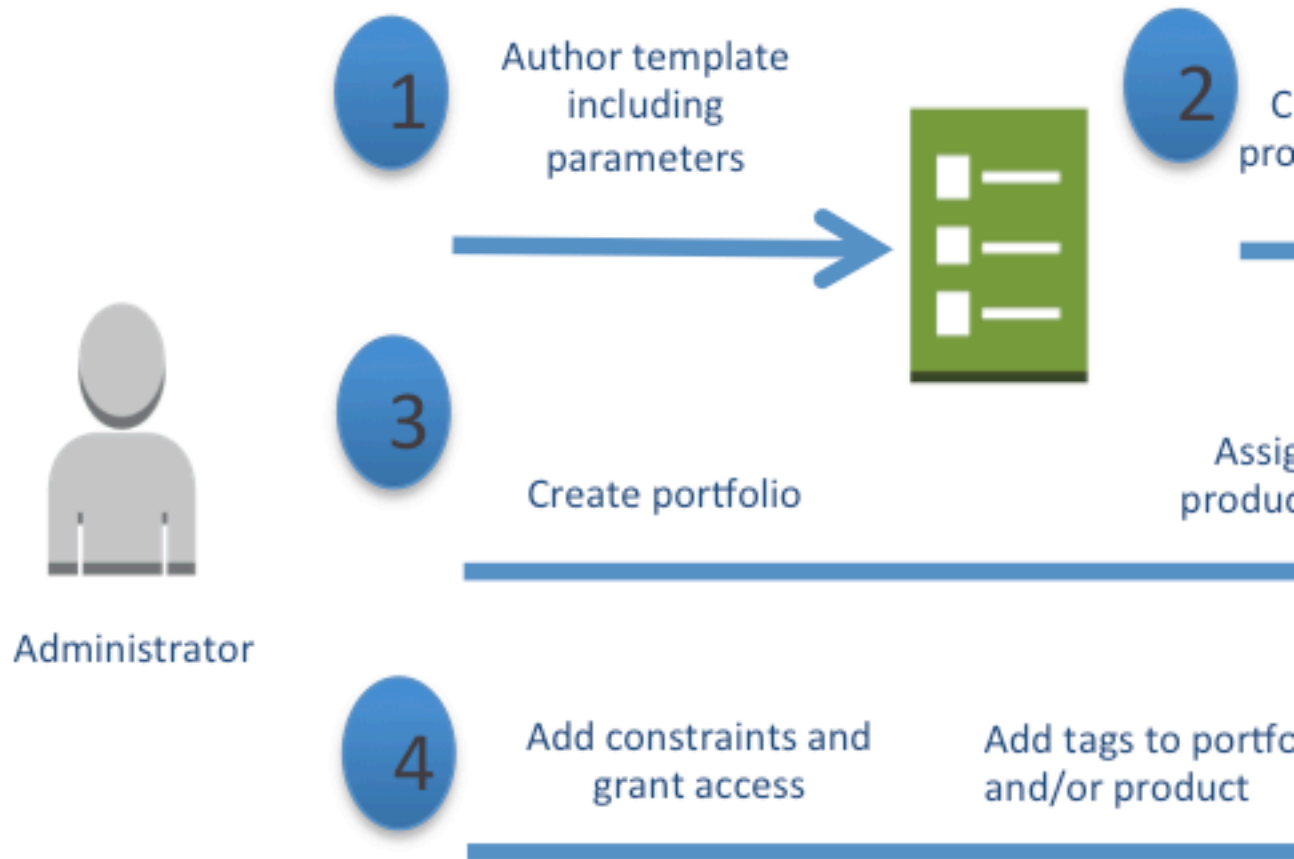 1
Author template
including
parameters
2
3
Create portfolio
Administrator
4
Add constraints and
grant access
Add tags to
and/or product